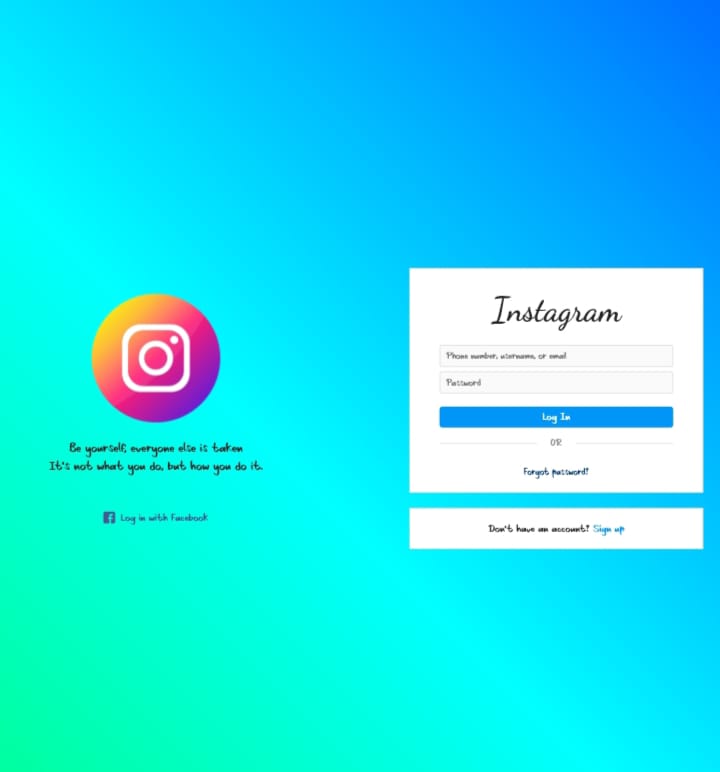 Be yourself, everyone else is taken
It's not what you do, but how you do it.
Log in with Facebook
Instagram
Phone number, username, or email
Password
Log In
OR
Forgot password?
Don't have an account? Sign up